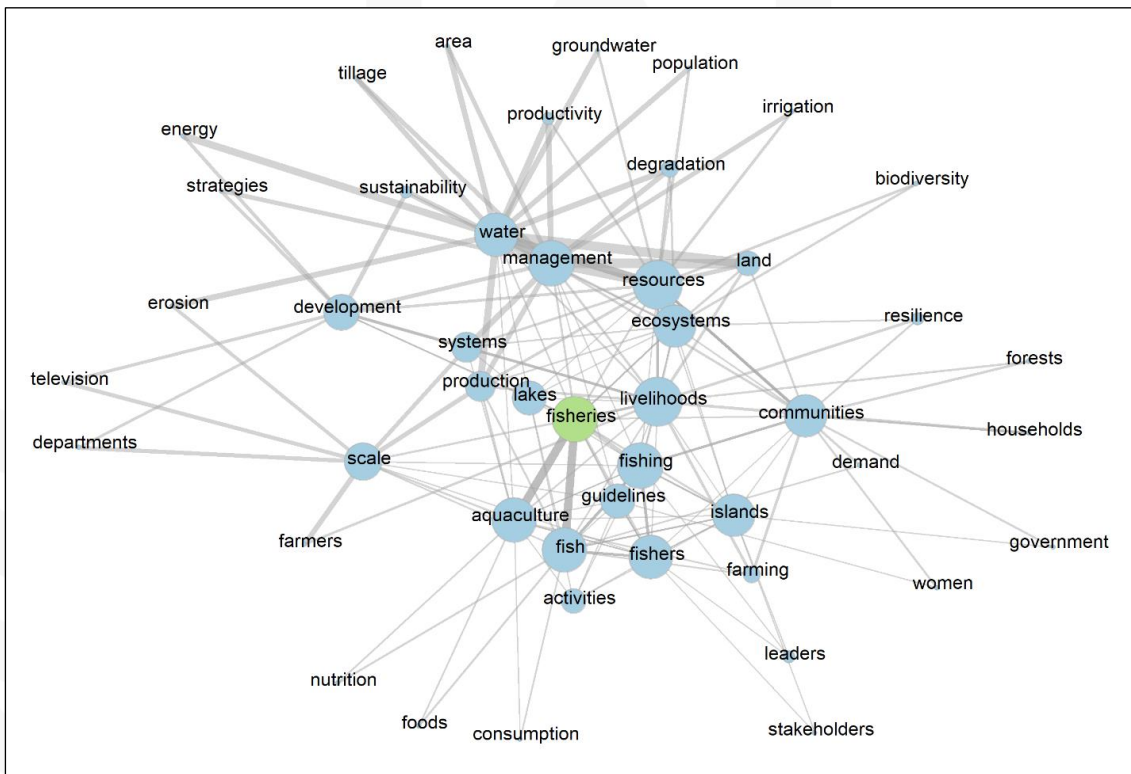 area
groundwater
population
tillage
productivity
irrigation
energy
degradation
strategies
sustainability
biodiversity
water
management
land
resources
erosion
development
ecosystems
resilience
systems
forests
television
production
lakes
livelihoods
fisheries
communities
households
departments
scale
fishing
demand
guidelines
aquaculture
islands
farmers
fish
fishers
government
farming
women
activities
leaders
nutrition
foods
consumption
stakeholders